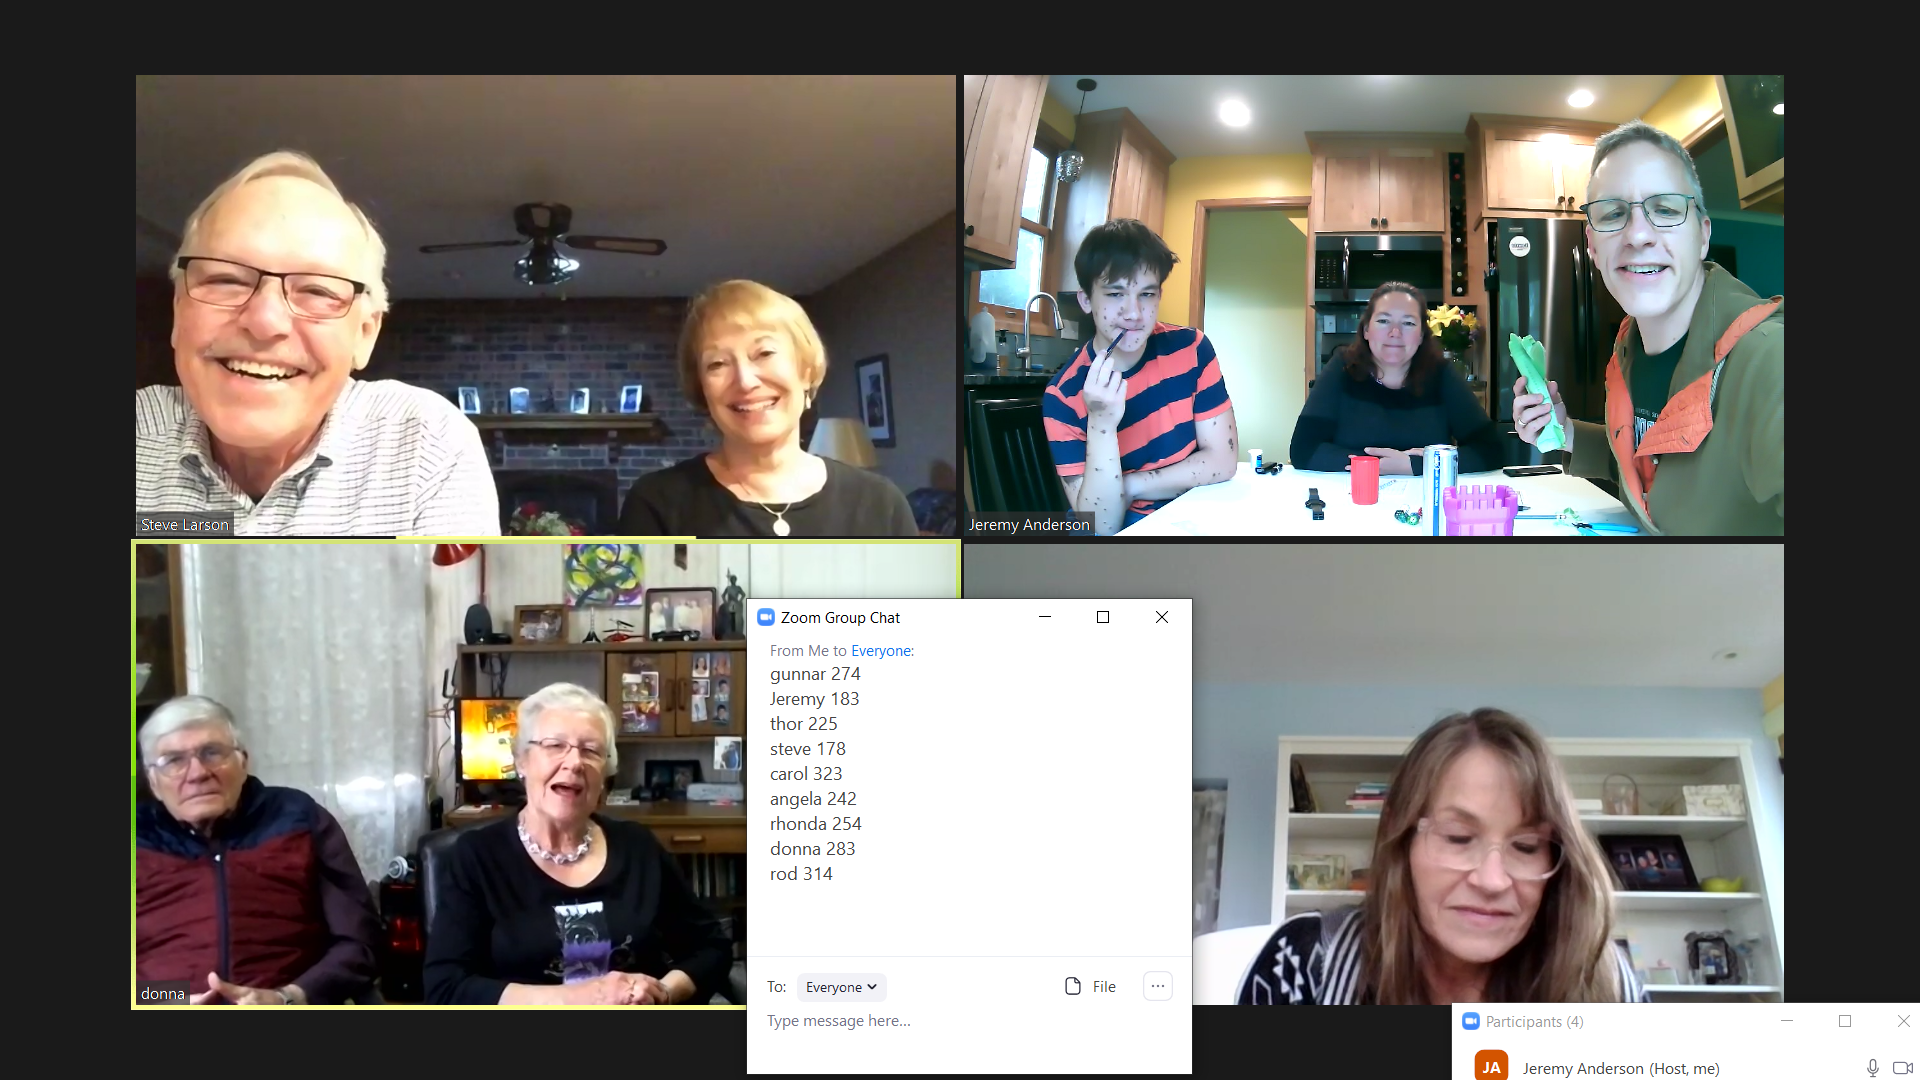 Steve Larson
Jeremy Anderson
donna
Zoom Group Chat
From Me to Everyone:
gunnar 274
Jeremy 183
thor 225
steve 178
carol 323
angela 242
rhonda 254
donna 283
rod 314
To: Everyone
File
Type message here...
Participants (4)
JA
Jeremy Anderson (Host, me)